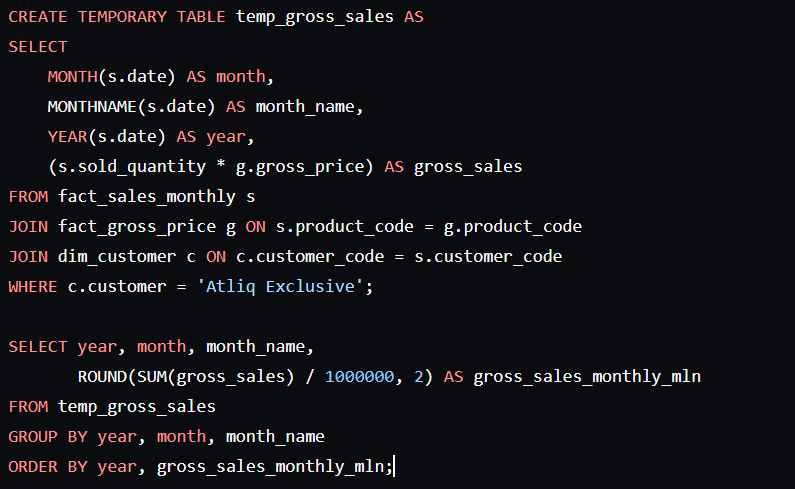 CREATE TEMPORARY TABLE temp_gross_sales AS
SELECT
    MONTH(s.date) AS month,
    MONTHNAME(s.date) AS month_name,
    YEAR(s.date) AS year,
    (s.sold_quantity * g.gross_price) AS gross_sales
FROM fact_sales_monthly s
JOIN fact_gross_price g ON s.product_code = g.product_code
JOIN dim_customer c ON c.customer_code = s.customer_code
WHERE c.customer = 'Atliq Exclusive';

SELECT year, month, month_name,
       ROUND(SUM(gross_sales) / 1000000, 2) AS gross_sales_monthly_mln
FROM temp_gross_sales
GROUP BY year, month, month_name
ORDER BY year, gross_sales_monthly_mln;